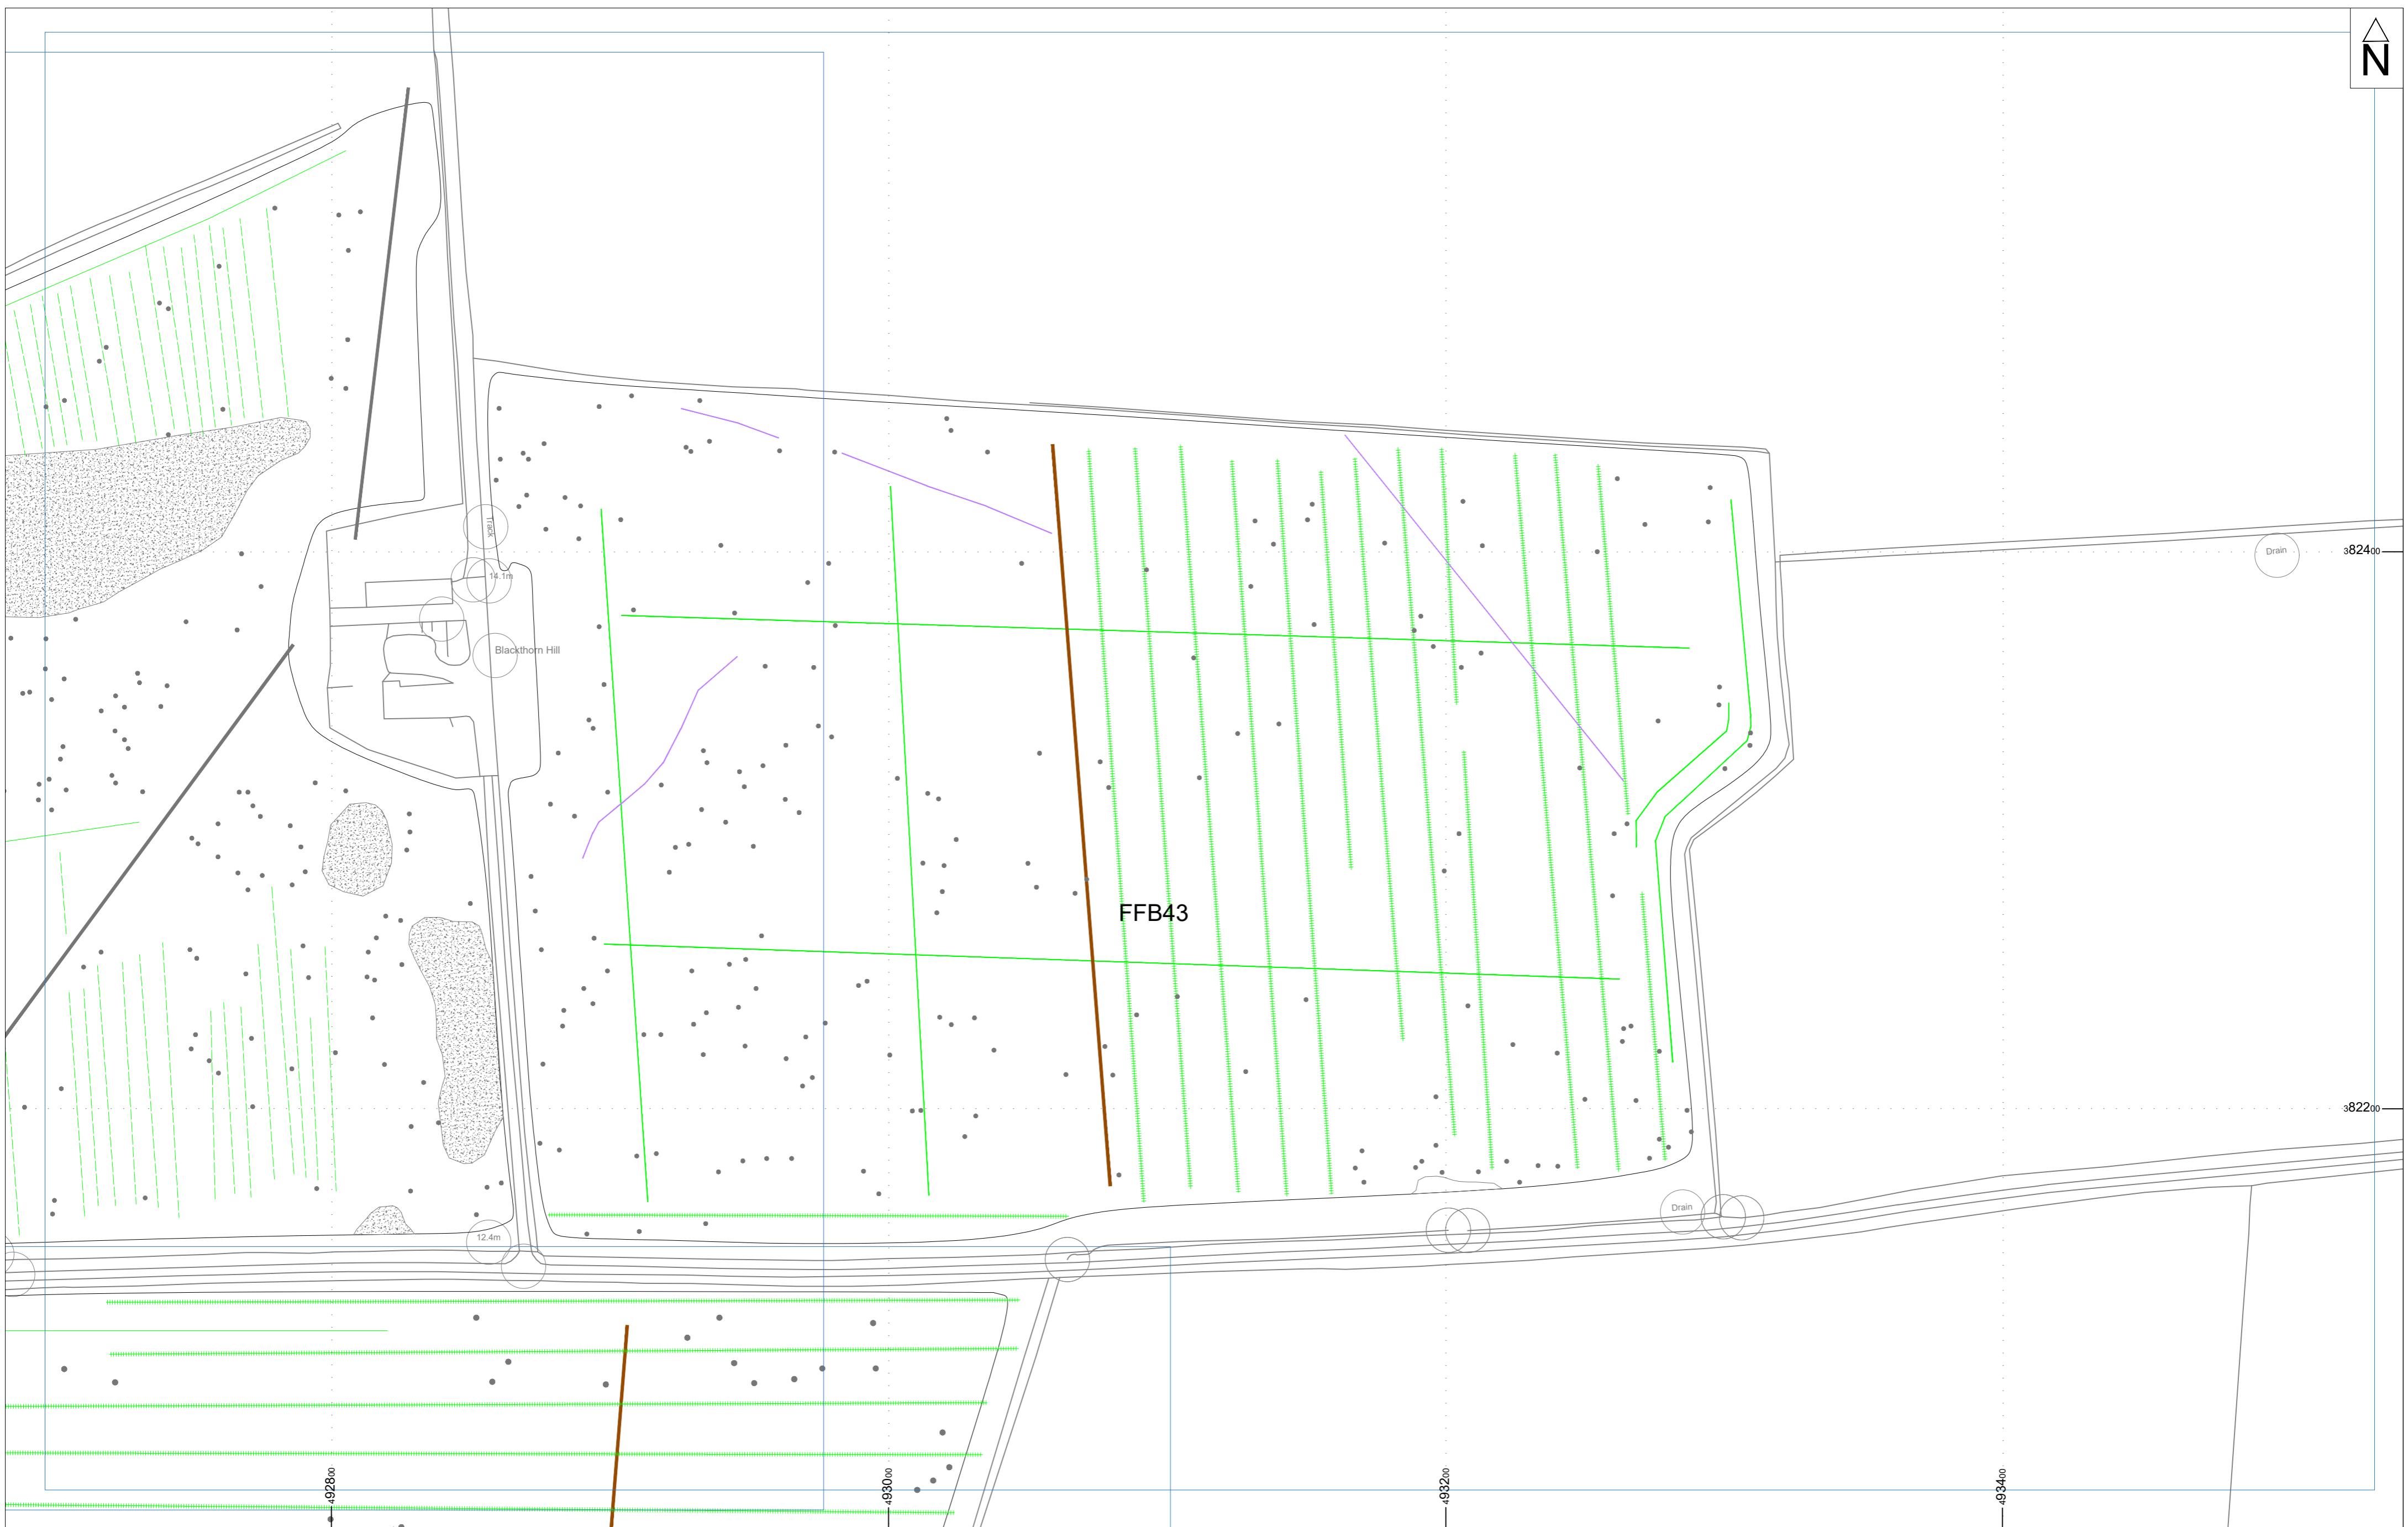 N
Track
382400
Drain
14.1m
Blackthorn Hill
FFB43
382200
Drain
12.4m
492800
493000
493200
493400